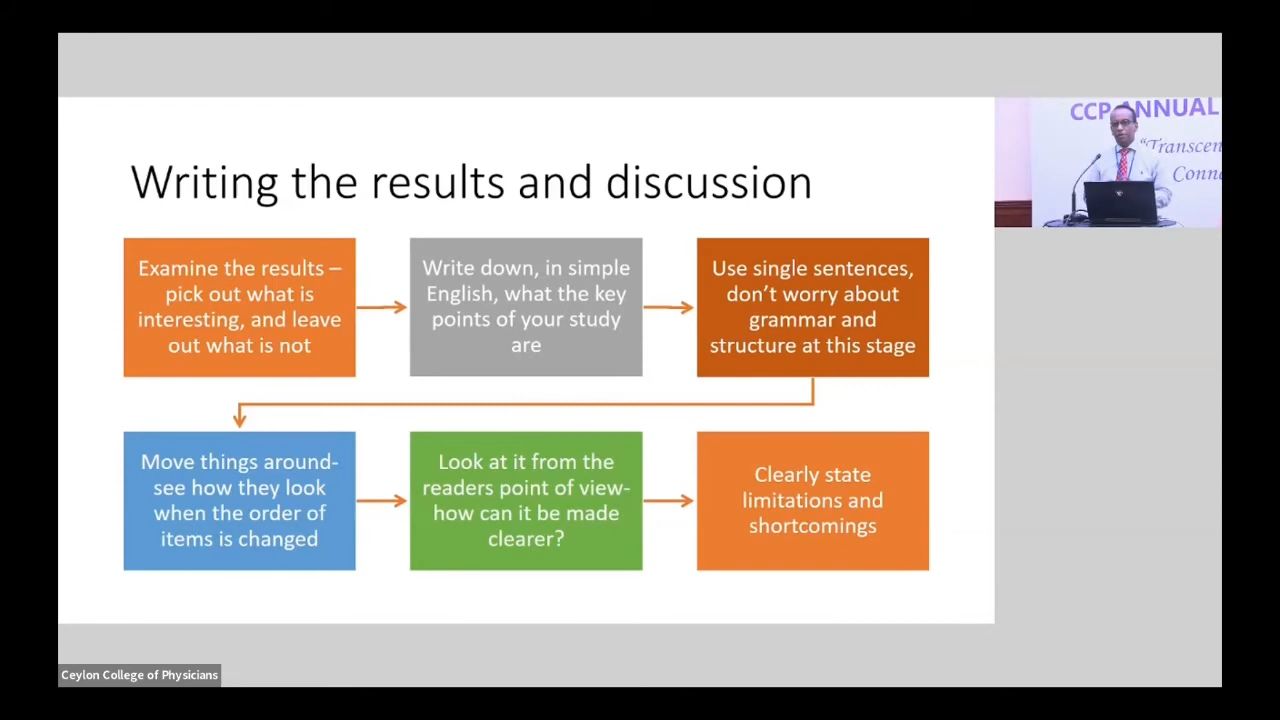 Writing the results and discussion
Examine the results –
pick out what is
interesting, and leave
out what is not
Write down, in simple
English, what the key
points of your study
are
Use single sentences,
don’t worry about
grammar and
structure at this stage
Move things around-
see how they look
when the order of
items is changed
Look at it from the
readers point of view-
how can it be made
clearer?
Clearly state
limitations and
shortcomings
CCP ANNUAL
“Transcen
Conne
Ceylon College of Physicians